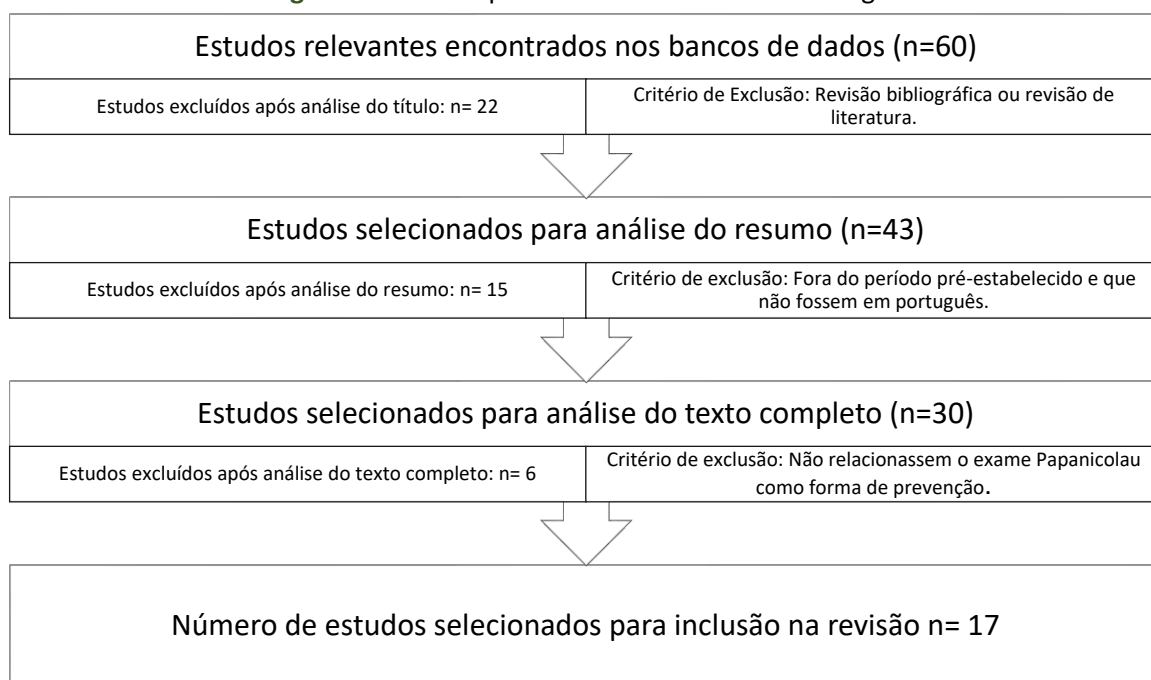 Estudos relevantes encontrados nos bancos de dados (n=60)
Estudos excluídos após análise do título: n= 22
Critério de Exclusão: Revisão bibliográfica ou revisão de
literatura.
Estudos selecionados para análise do resumo (n=43)
Estudos excluídos após análise do resumo: n= 15
Critério de exclusão: Fora do período pré-estabelecido e que
não fossem em português.
Estudos selecionados para análise do texto completo (n=30)
Estudos excluídos após análise do texto completo: n= 6
Critério de exclusão: Não relacionassem o exame Papanicolau
como forma de prevenção.
Número de estudos selecionados para inclusão na revisão n= 17